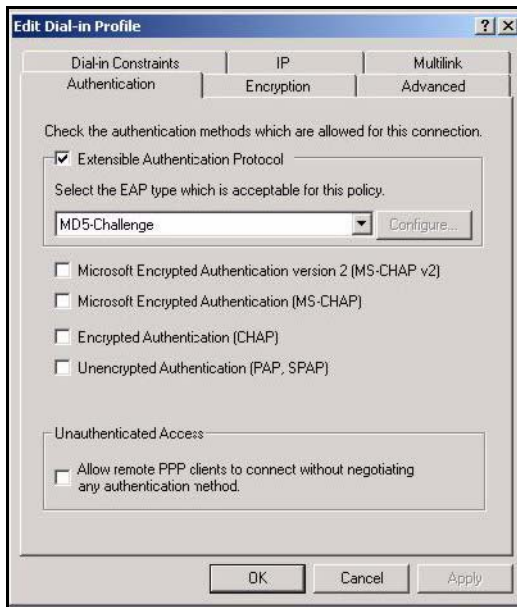 Edit Dial-in Profile
Dial-in Constraints IP Multilink
Authentication Encryption Advanced
Check the authentication methods which are allowed for this connection.
Extensible Authentication Protocol
Select the EAP type which is acceptable for this policy.
MD5-Challenge Configure...
Microsoft Encrypted Authentication version 2 (MS-CHAP v2)
Microsoft Encrypted Authentication (MS-CHAP)
Encrypted Authentication (CHAP)
Unencrypted Authentication (PAP, SPAP)
Unauthenticated Access
Allow remote PPP clients to connect without negotiating
any authentication method.
OK Cancel Apply